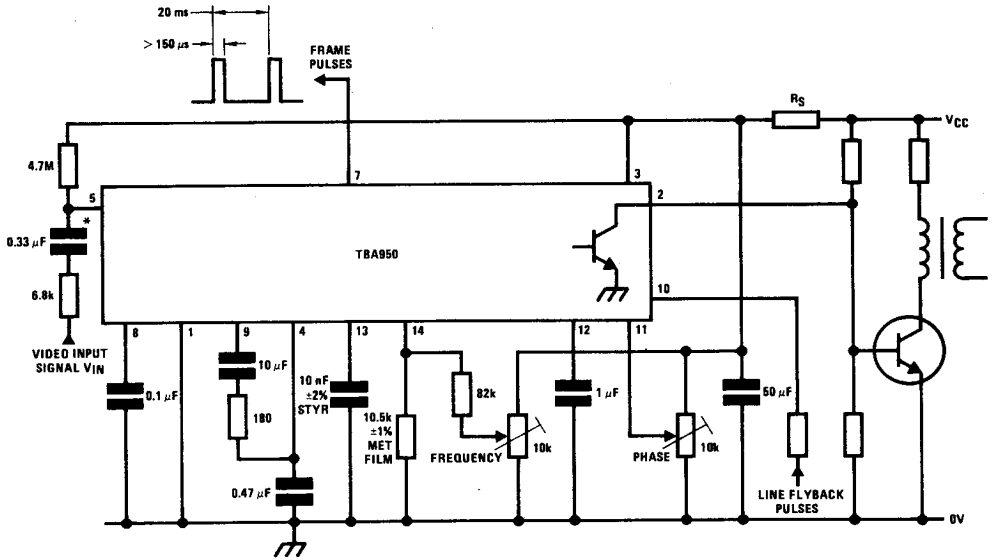 20 ms
> 150 µs
FRAME
PULSES
RS
VCC
4.7M
7
3
5
2
*
0.33 µF
TBA950
6.8k
10
8
1
9
4
13
14
12
11
VIDEO INPUT
SIGNAL VIN
0.1 µF
10 µF
180
10 nF
±2%
STYR
10.5k
±1%
MET
FILM
82k
FREQUENCY
10k
1 µF
PHASE
10k
50 µF
0.47 µF
LINE FLYBACK
PULSES
0V